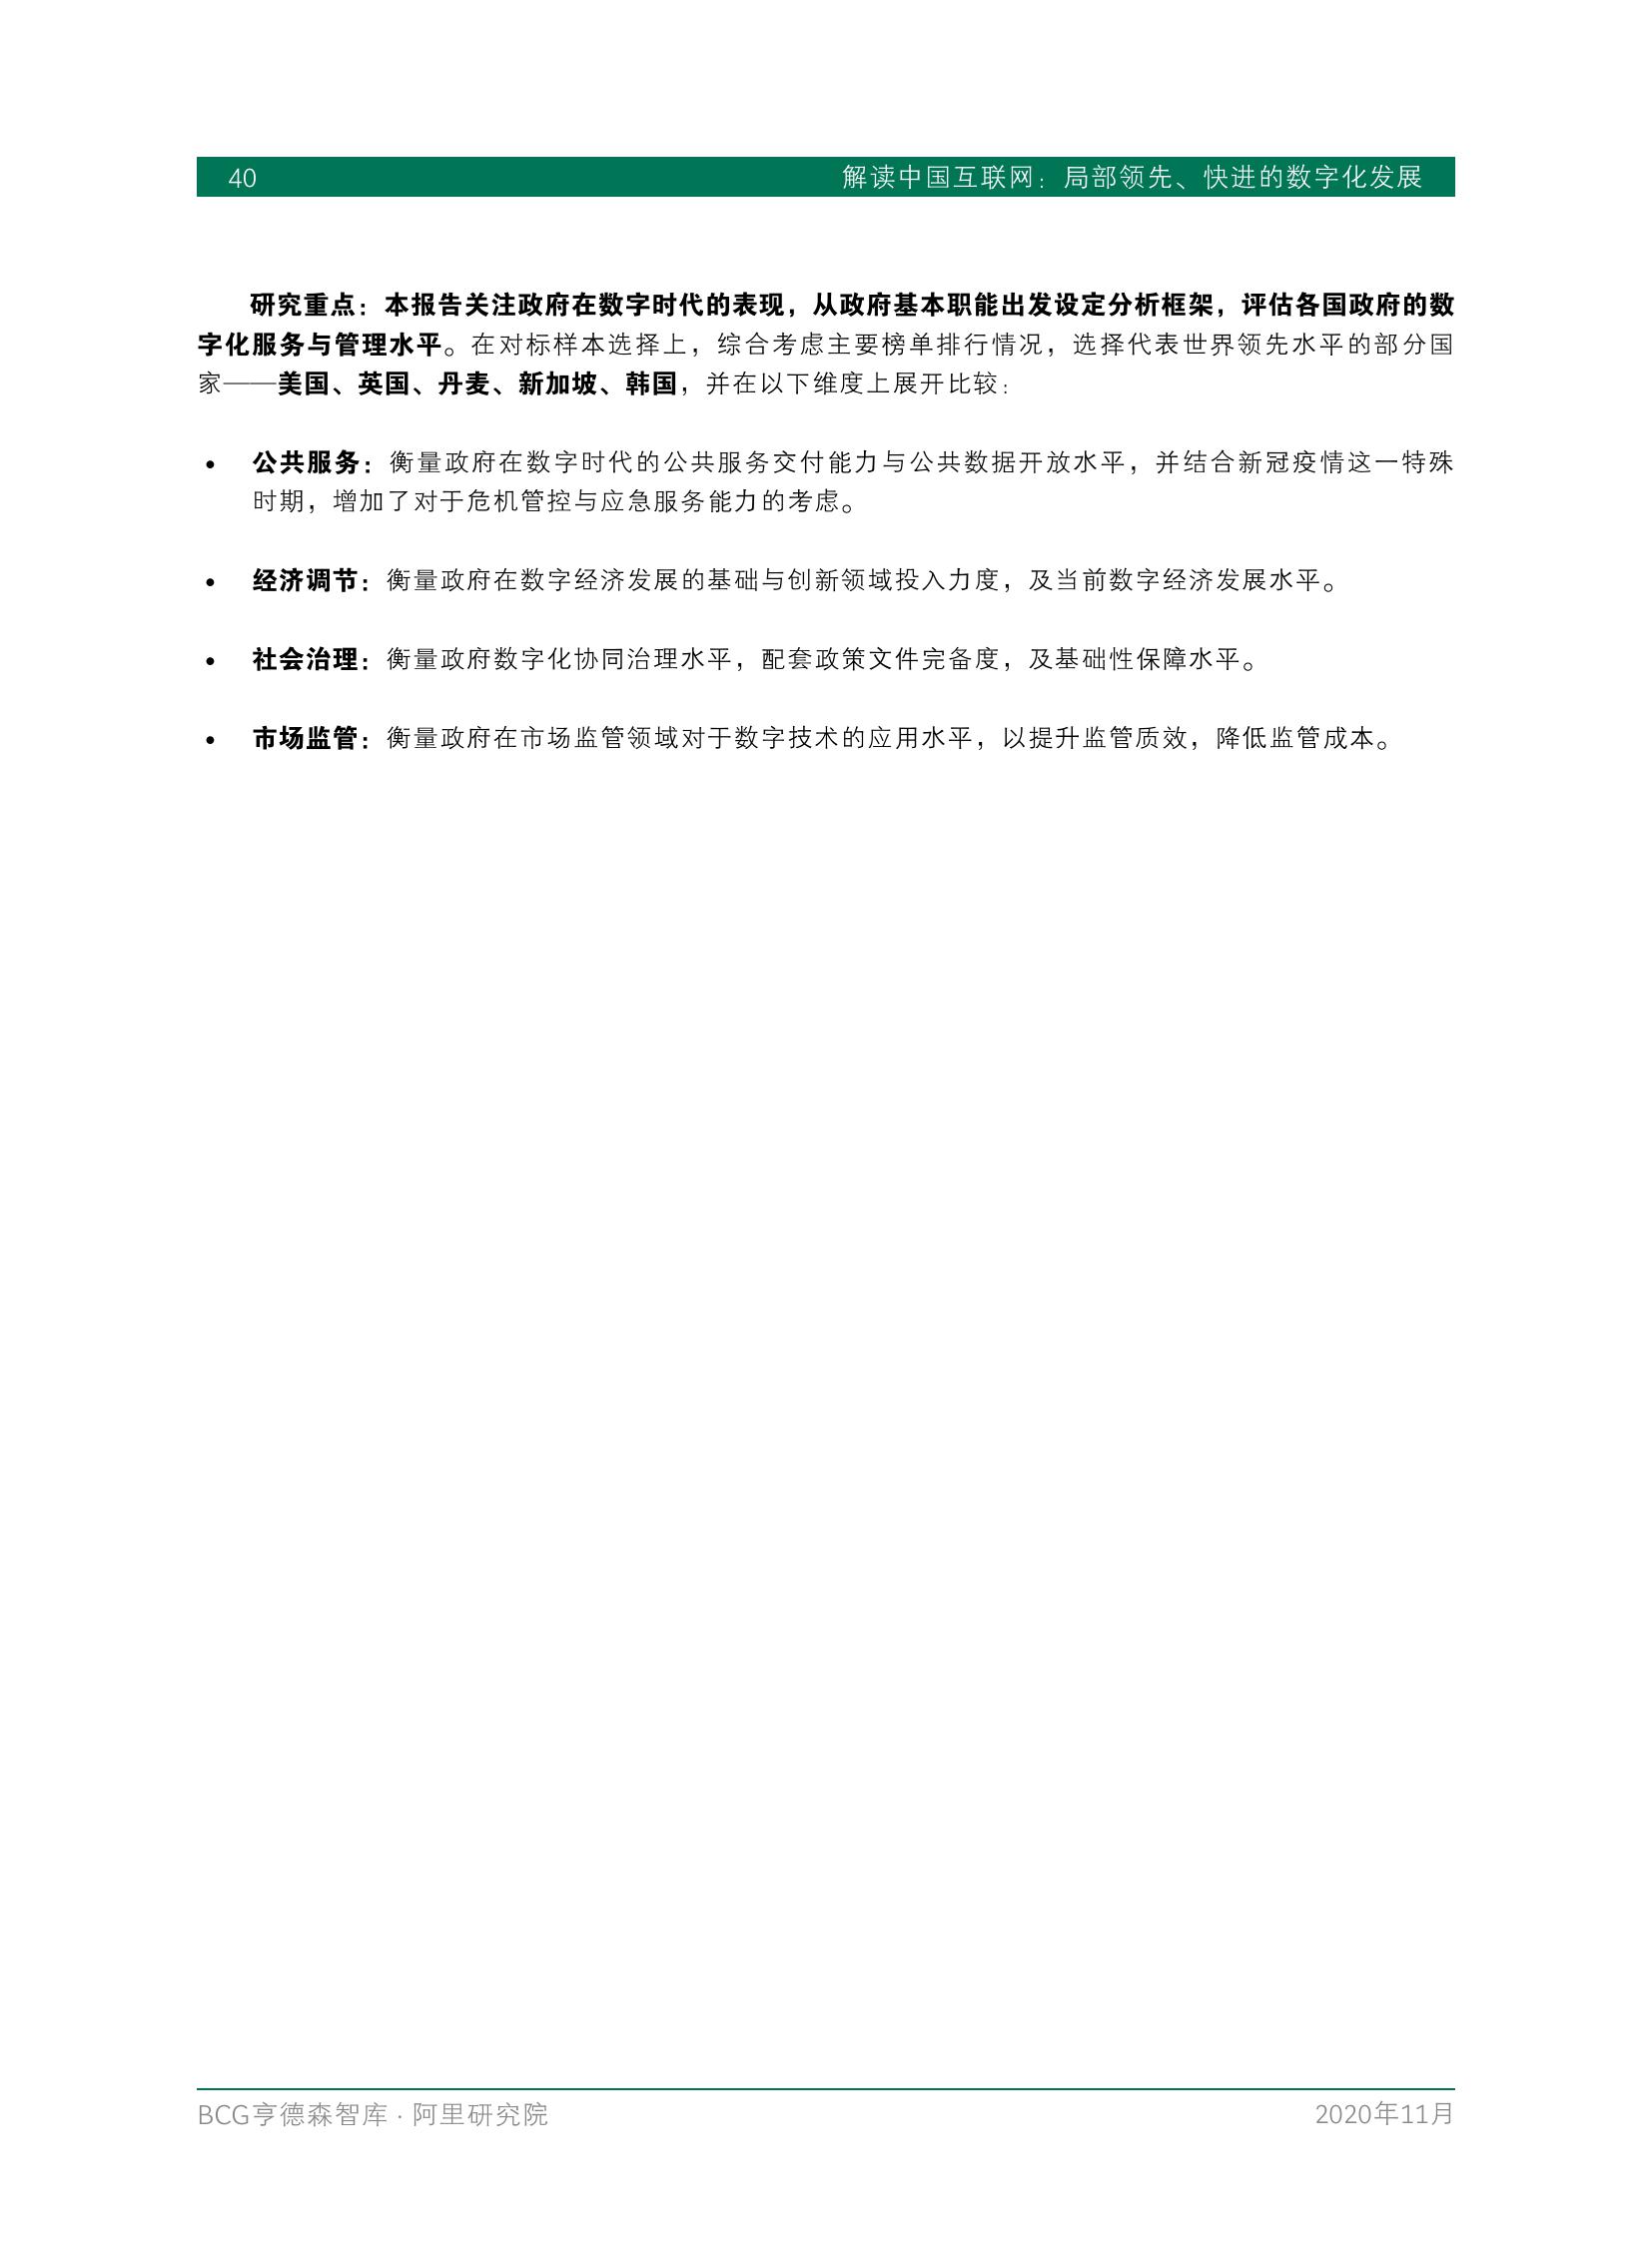 40
解读中国互联网：局部领先、快进的数字化发展
研究重点：本报告关注政府在数字时代的表现，从政府基本职能出发设定分析框架，评估各国政府的数
字化服务与管理水平。在对标样本选择上，综合考虑主要榜单排行情况，选择代表世界领先水平的部分国
家——美国、英国、丹麦、新加坡、韩国，并在以下维度上展开比较：
• 公共服务：衡量政府在数字时代的公共服务交付能力与公共数据开放水平，并结合新冠疫情这一特殊
时期，增加了对于危机管控与应急服务能力的考虑。
• 经济调节：衡量政府在数字经济发展的基础与创新领域投入力度，及当前数字经济发展水平。
• 社会治理：衡量政府数字化协同治理水平，配套政策文件完备度，及基础性保障水平。
• 市场监管：衡量政府在市场监管领域对于数字技术的应用水平，以提升监管质效，降低监管成本。
BCG亨德森智库 · 阿里研究院
2020年11月